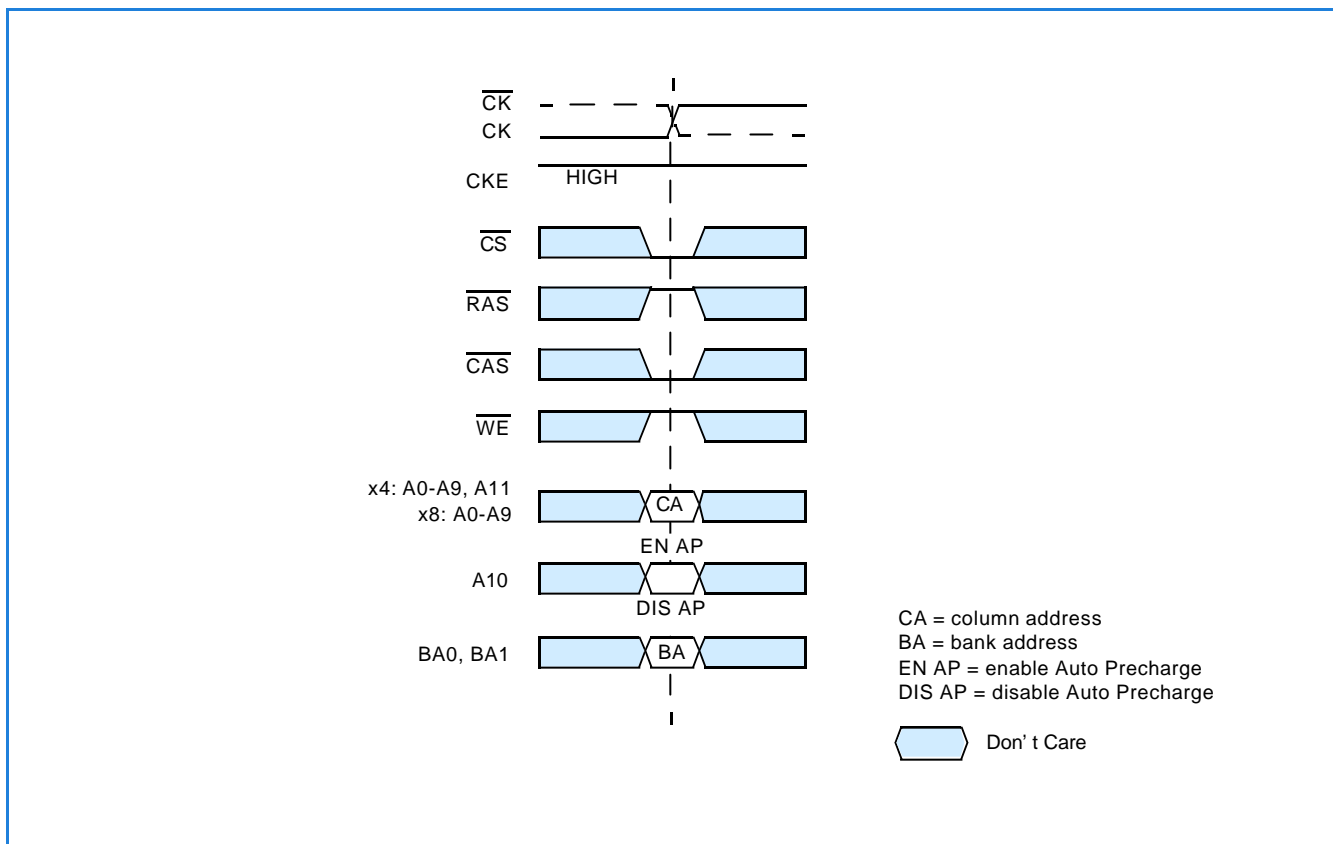 CK
CK
CKE
HIGH
CS
RAS
CAS
WE
x4: A0-A9, A11
x8: A0-A9
CA
EN AP
A10
DIS AP
BA0, BA1
BA
CA = column address
BA = bank address
EN AP = enable Auto Precharge
DIS AP = disable Auto Precharge
Don' t Care